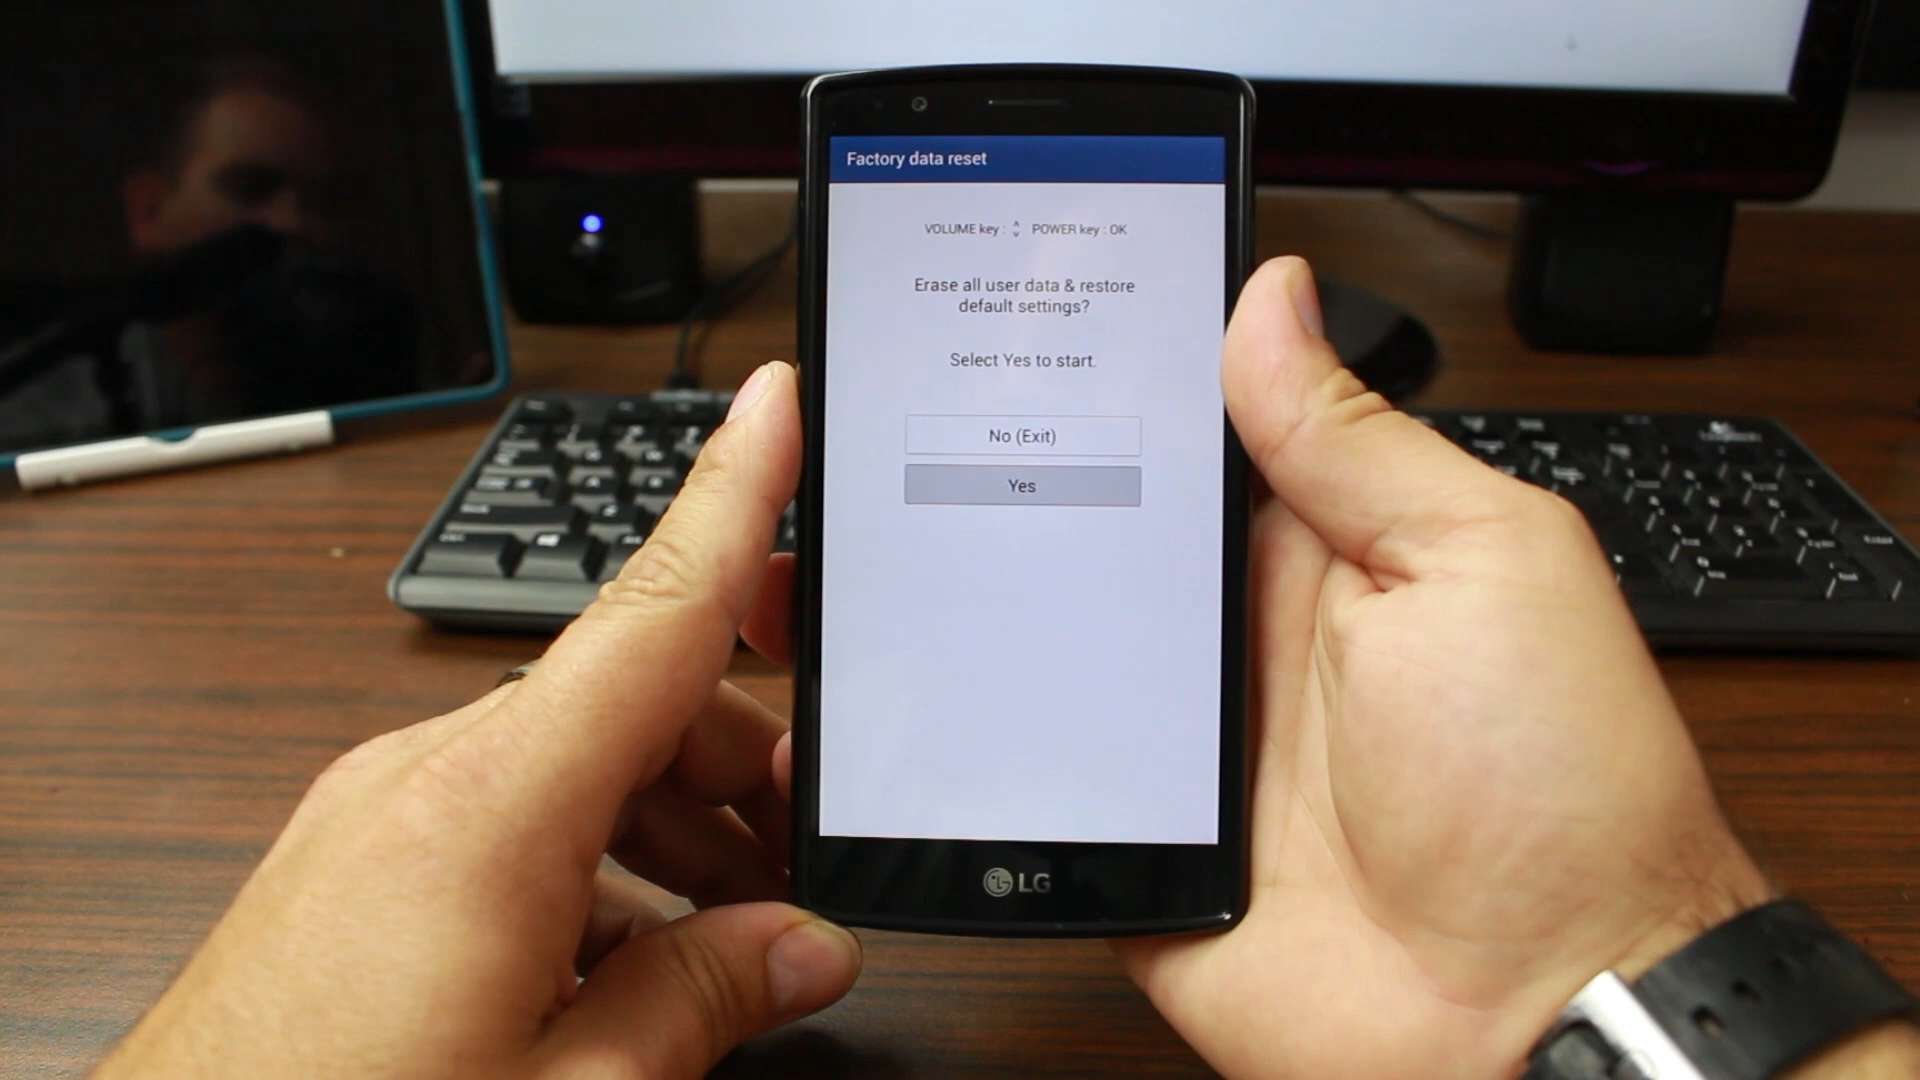 Factory data reset
VOLUME key : ^ v POWER key : OK
Erase all user data & restore
default settings?
Select Yes to start.
No (Exit)
Yes
LG